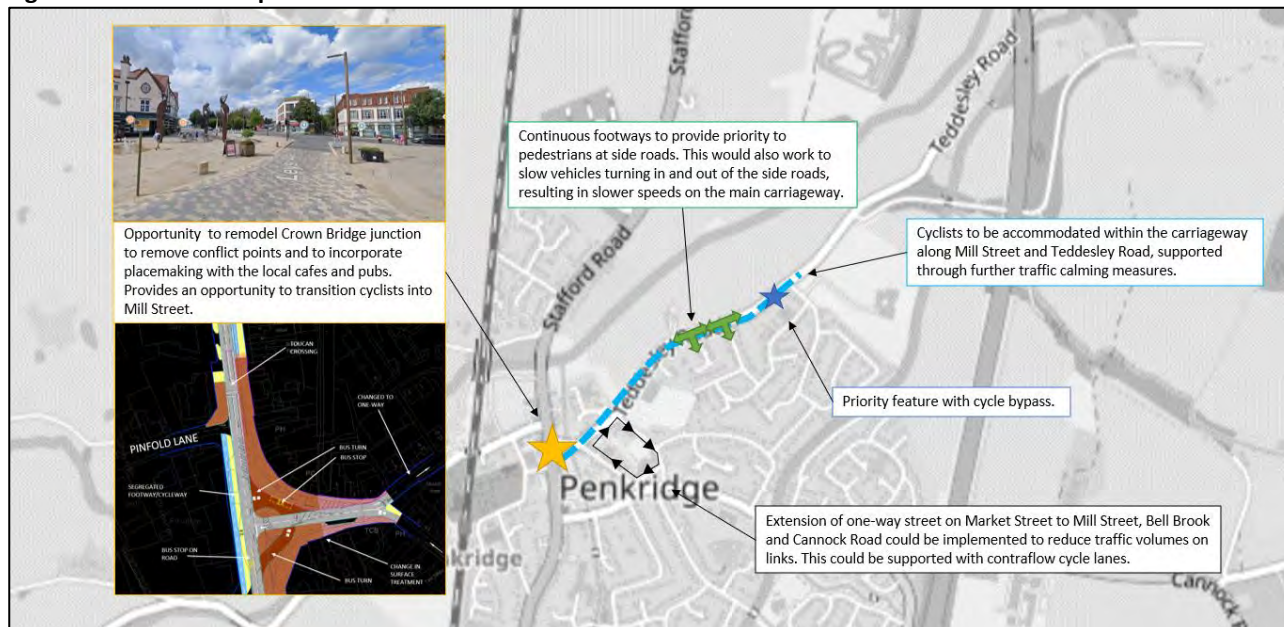 Stafford Road
Stafford
Teddesley Road
Continuous footways to provide priority to
pedestrians at side roads. This would also work to
slow vehicles turning in and out of the side roads,
resulting in slower speeds on the main carriageway.
Opportunity to remodel Crown Bridge junction
to remove conflict points and to incorporate
placemaking with the local cafes and pubs.
Provides an opportunity to transition cyclists into
Mill Street.
Cyclists to be accommodated within the carriageway
along Mill Street and Teddesley Road, supported
through further traffic calming measures.
Priority feature with cycle bypass.
Teddesley
Penkridge
Extension of one-way street on Market Street to Mill Street, Bell Brook
and Cannock Road could be implemented to reduce traffic volumes on
links. This could be supported with contraflow cycle lanes.
TOUCAN
CROSSING
CHANGED TO
ONE-WAY
PINFOLD LANE
PH
BUS TURN
BUS STOP
SEGREGATED
FOOTWAY/CYCLEWAY
TCB
PH
BUS STOP ON
ROAD
BUS TURN
CHANGE IN
SURFACE
TREATMENT
nkridge
Cannock